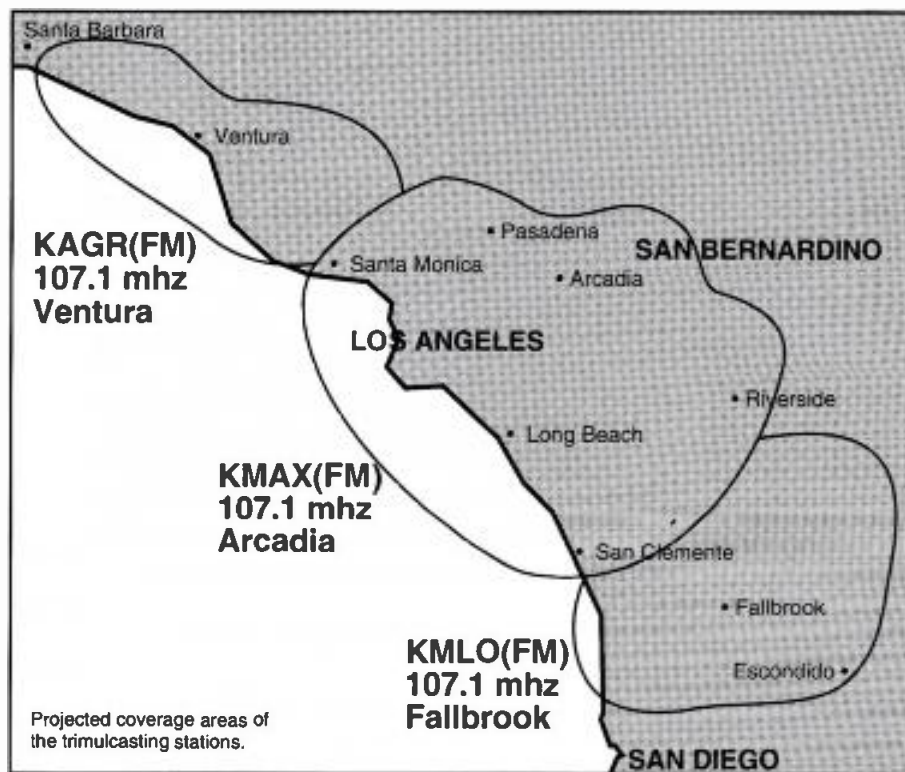 Santa Barbara
Ventura
KAGR(FM)
107.1 mhz
Ventura
Pasadena
SAN BERNARDINO
Santa Monica
Arcadia
LOS ANGELES
Riverside
Long Beach
KMAX(FM)
107.1 mhz
Arcadia
San Clemente
Fallbrook
KMLO(FM)
107.1 mhz
Fallbrook
Escondido
Projected coverage areas of
the trimulcasting stations.
SAN DIEGO